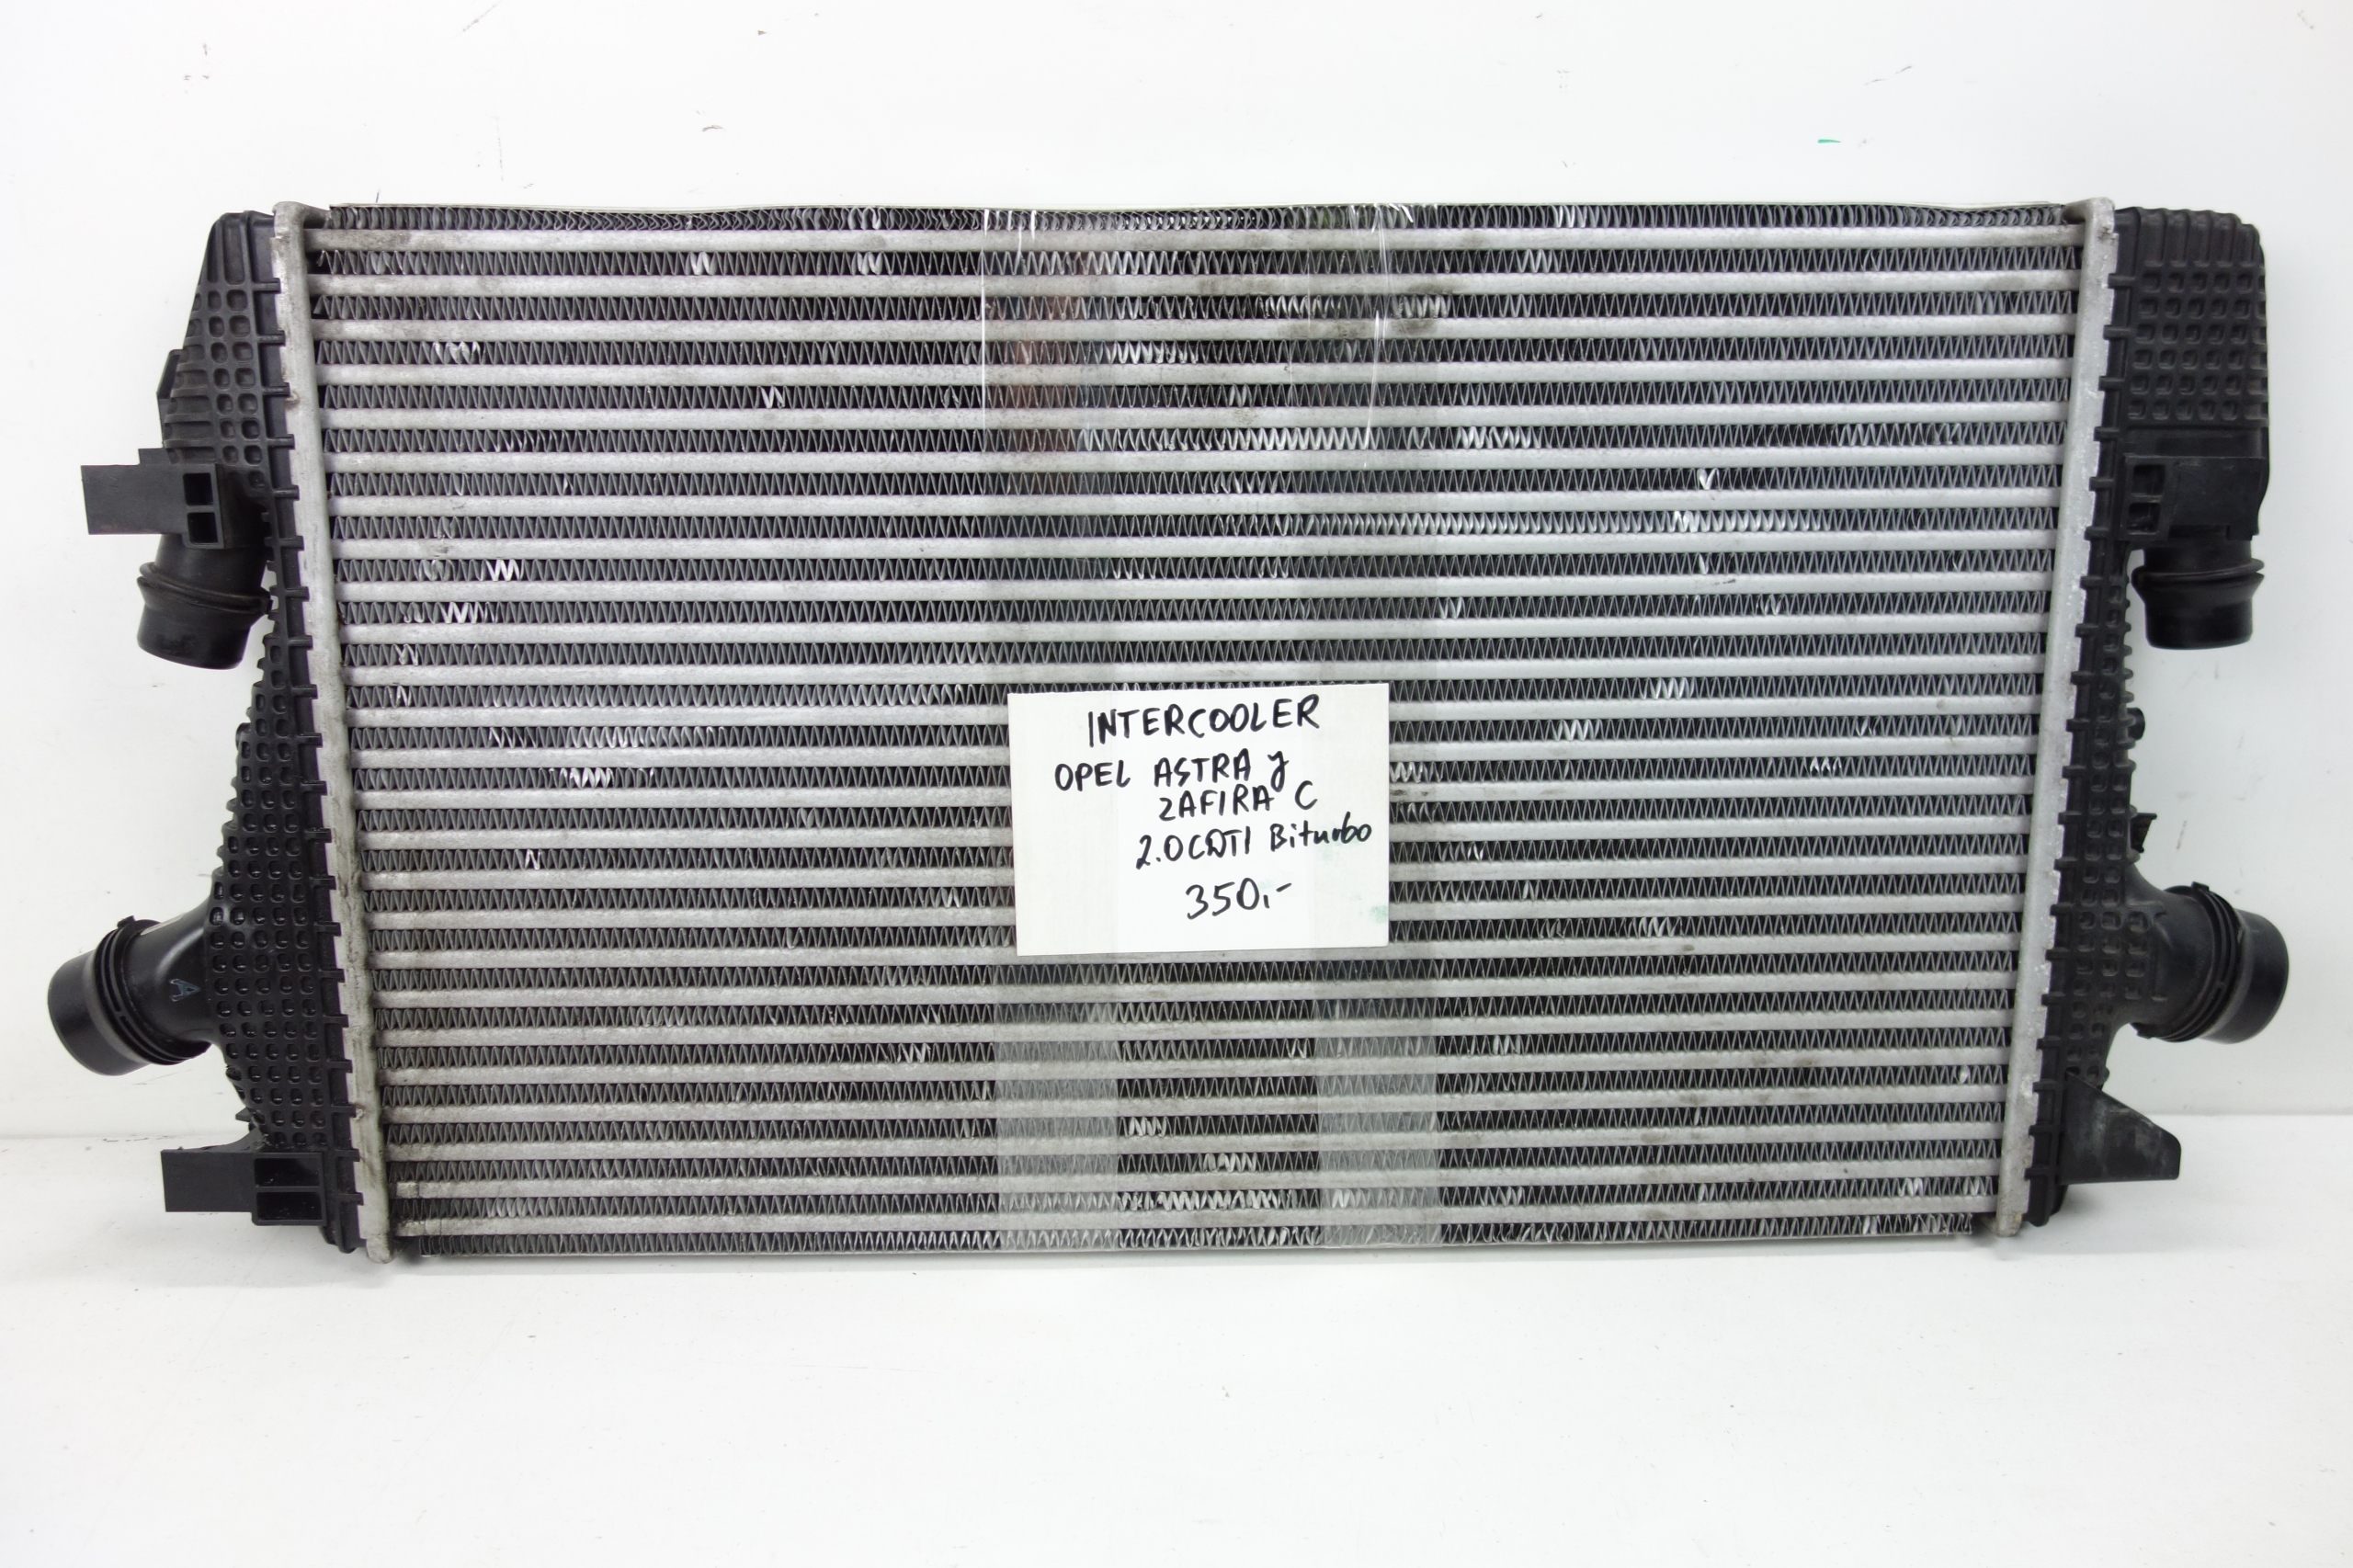 INTERCOOLER
OPEL ASTRA J
ZAFIRA C
2.0CDTI Biturbo
350,-
A